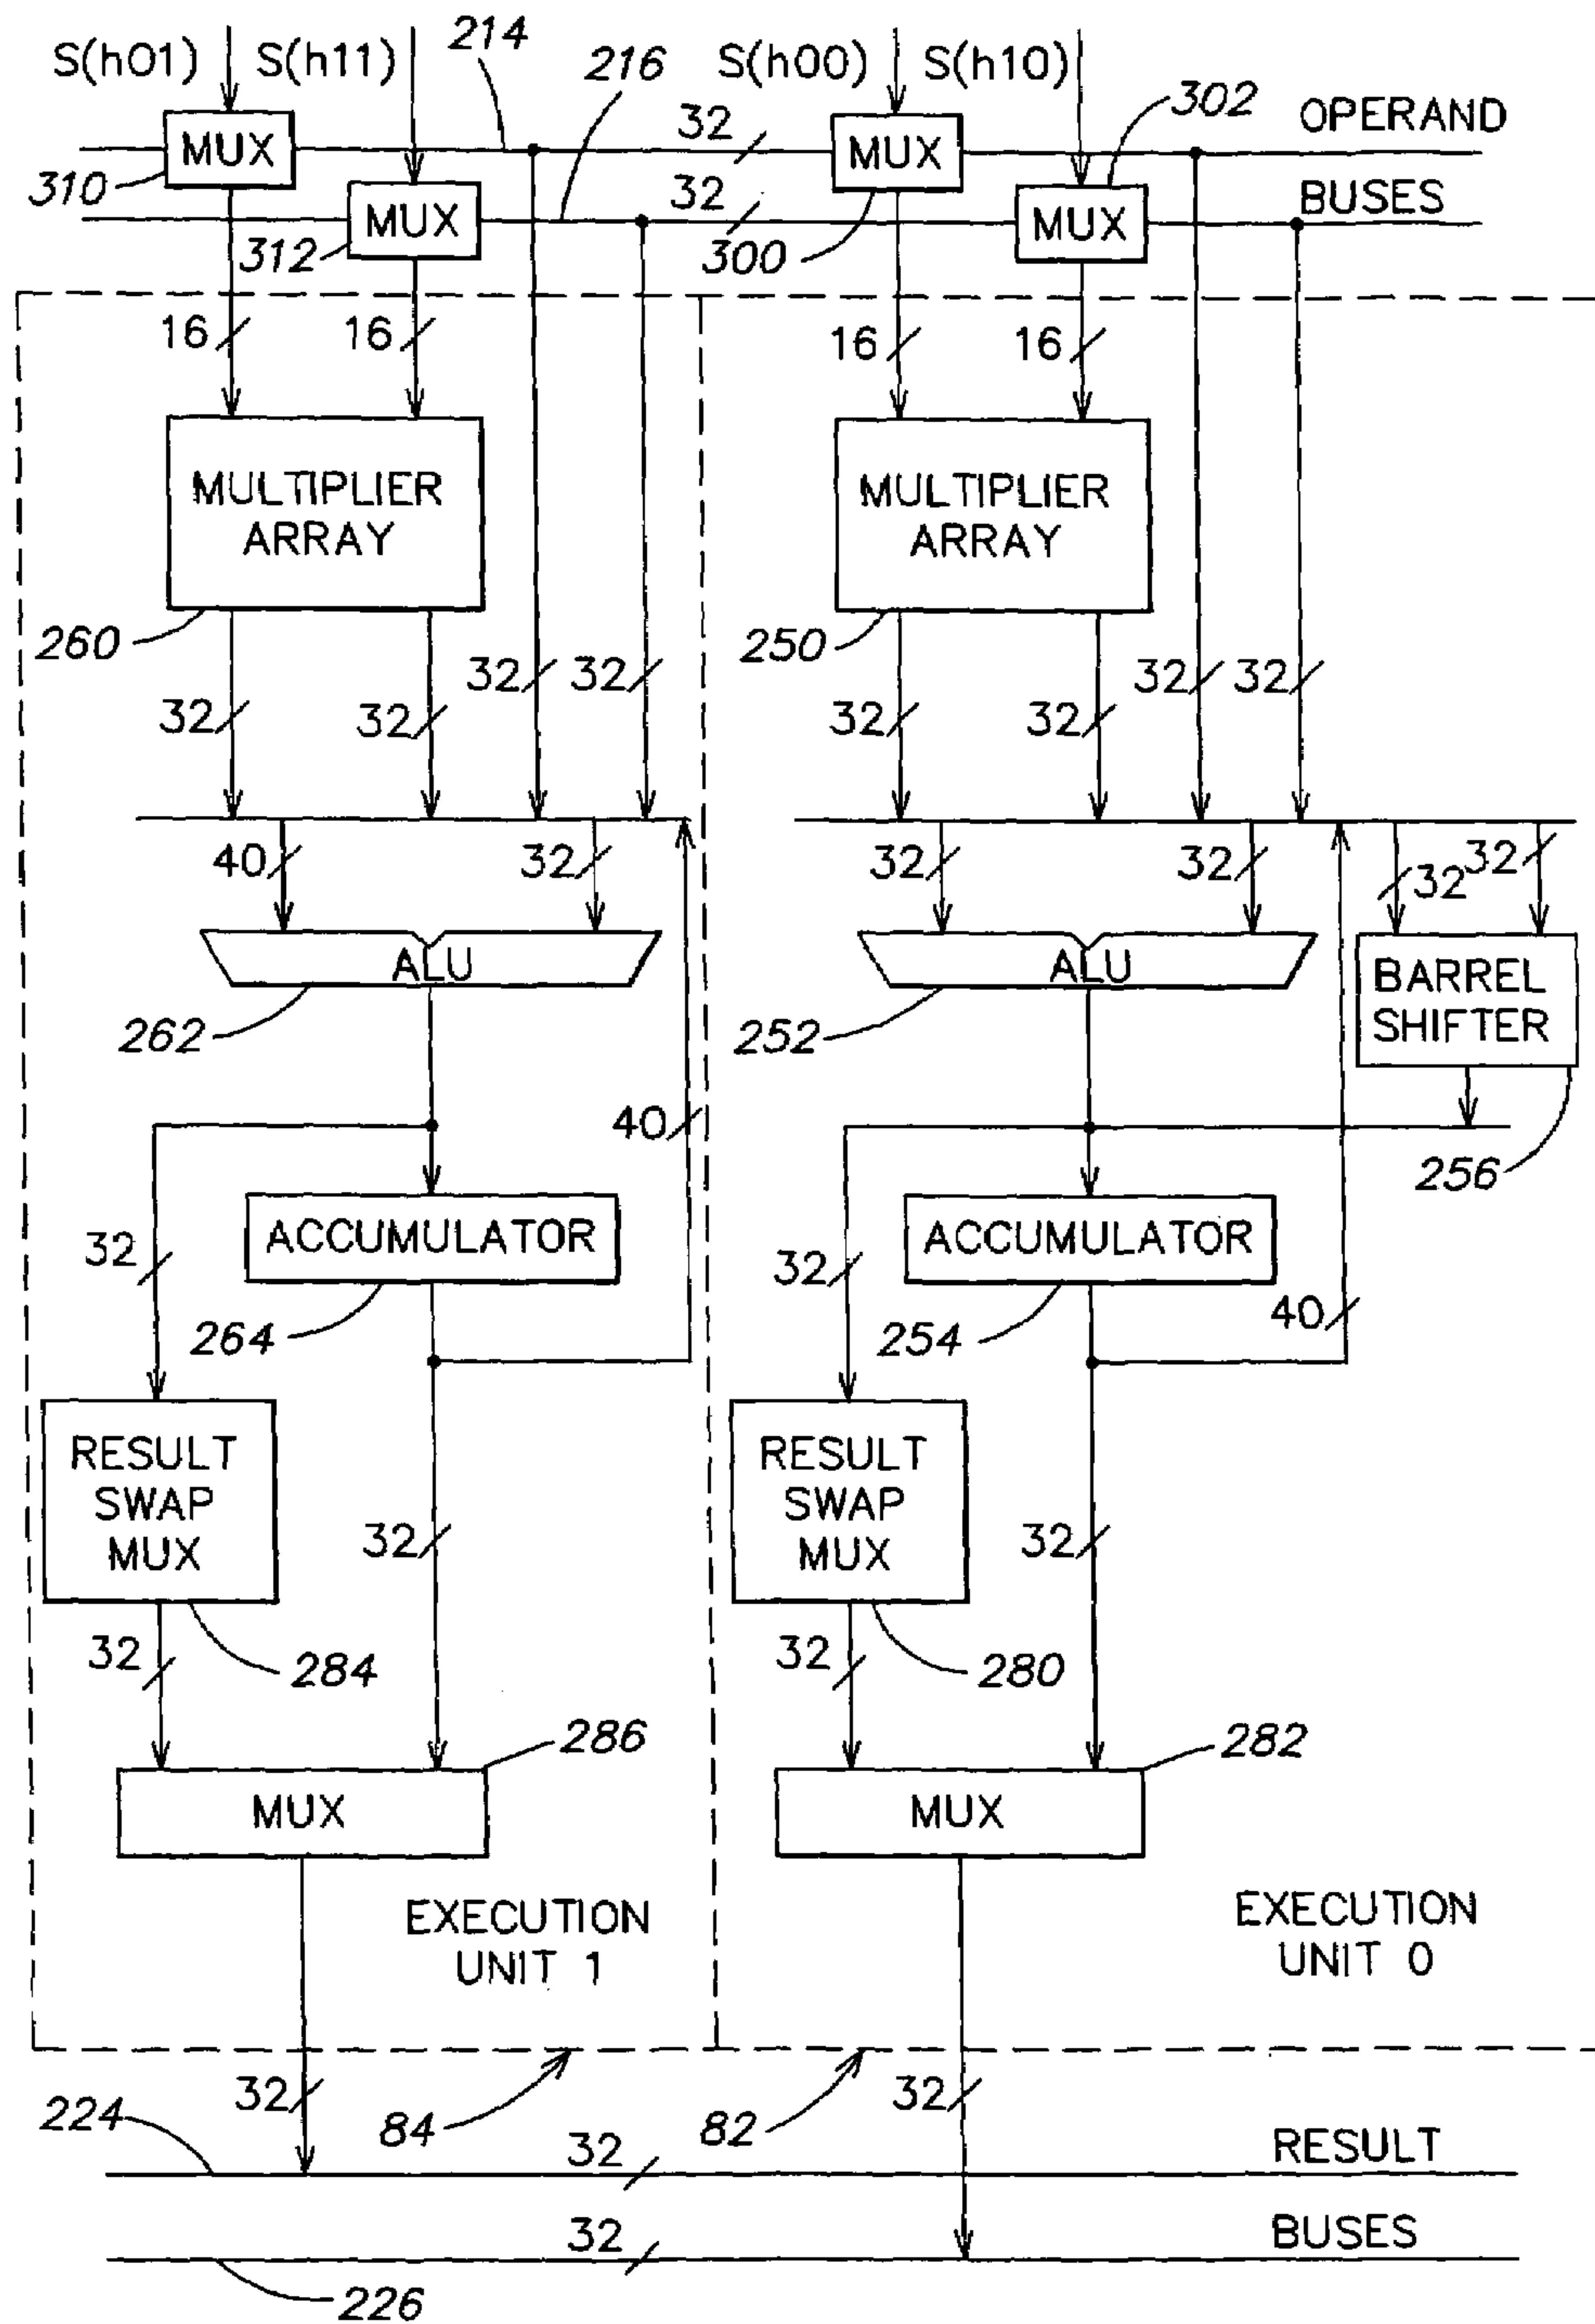 S(h01) S(h11) 214 216 S(h00) S(h10) 302
32 OPERAND
MUX MUX
310 32 BUSES
MUX MUX
312 300
16 16 16 16
MULTIPLIER ARRAY
MULTIPLIER ARRAY
260 250
32 32 32 32
32 32 32 32
40 32 32 32 32 32
ALU ALU
BARREL SHIFTER
262 252
40 256
ACCUMULATOR ACCUMULATOR
32 32
264 254 40
RESULT SWAP MUX
RESULT SWAP MUX
32 32
32 32
284 280
286 282
MUX MUX
EXECUTION UNIT 1
EXECUTION UNIT 0
32 32
224 84 82
32 RESULT
32 BUSES
226